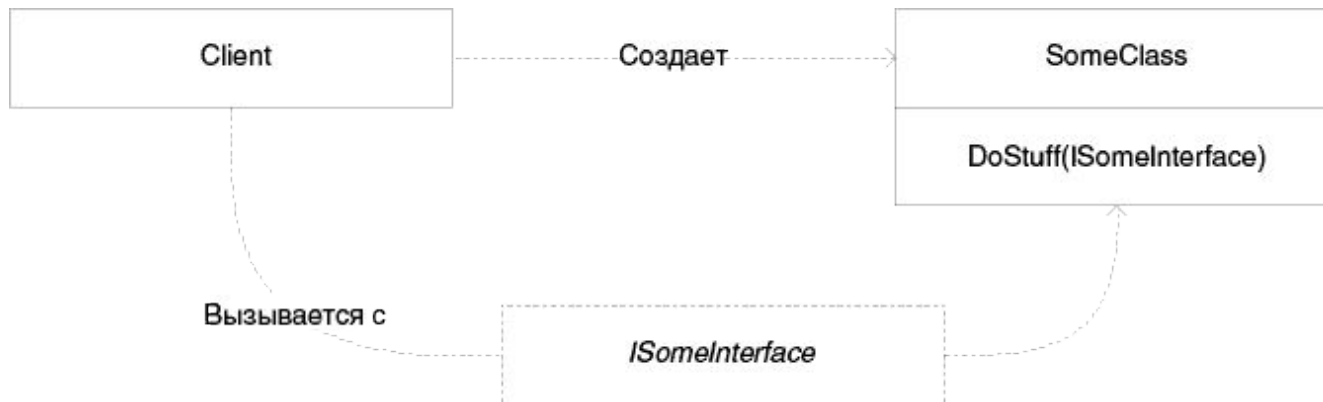 Client
Создает
SomeClass
DoStuff(ISomeInterface)
Вызывается с
ISomeInterface